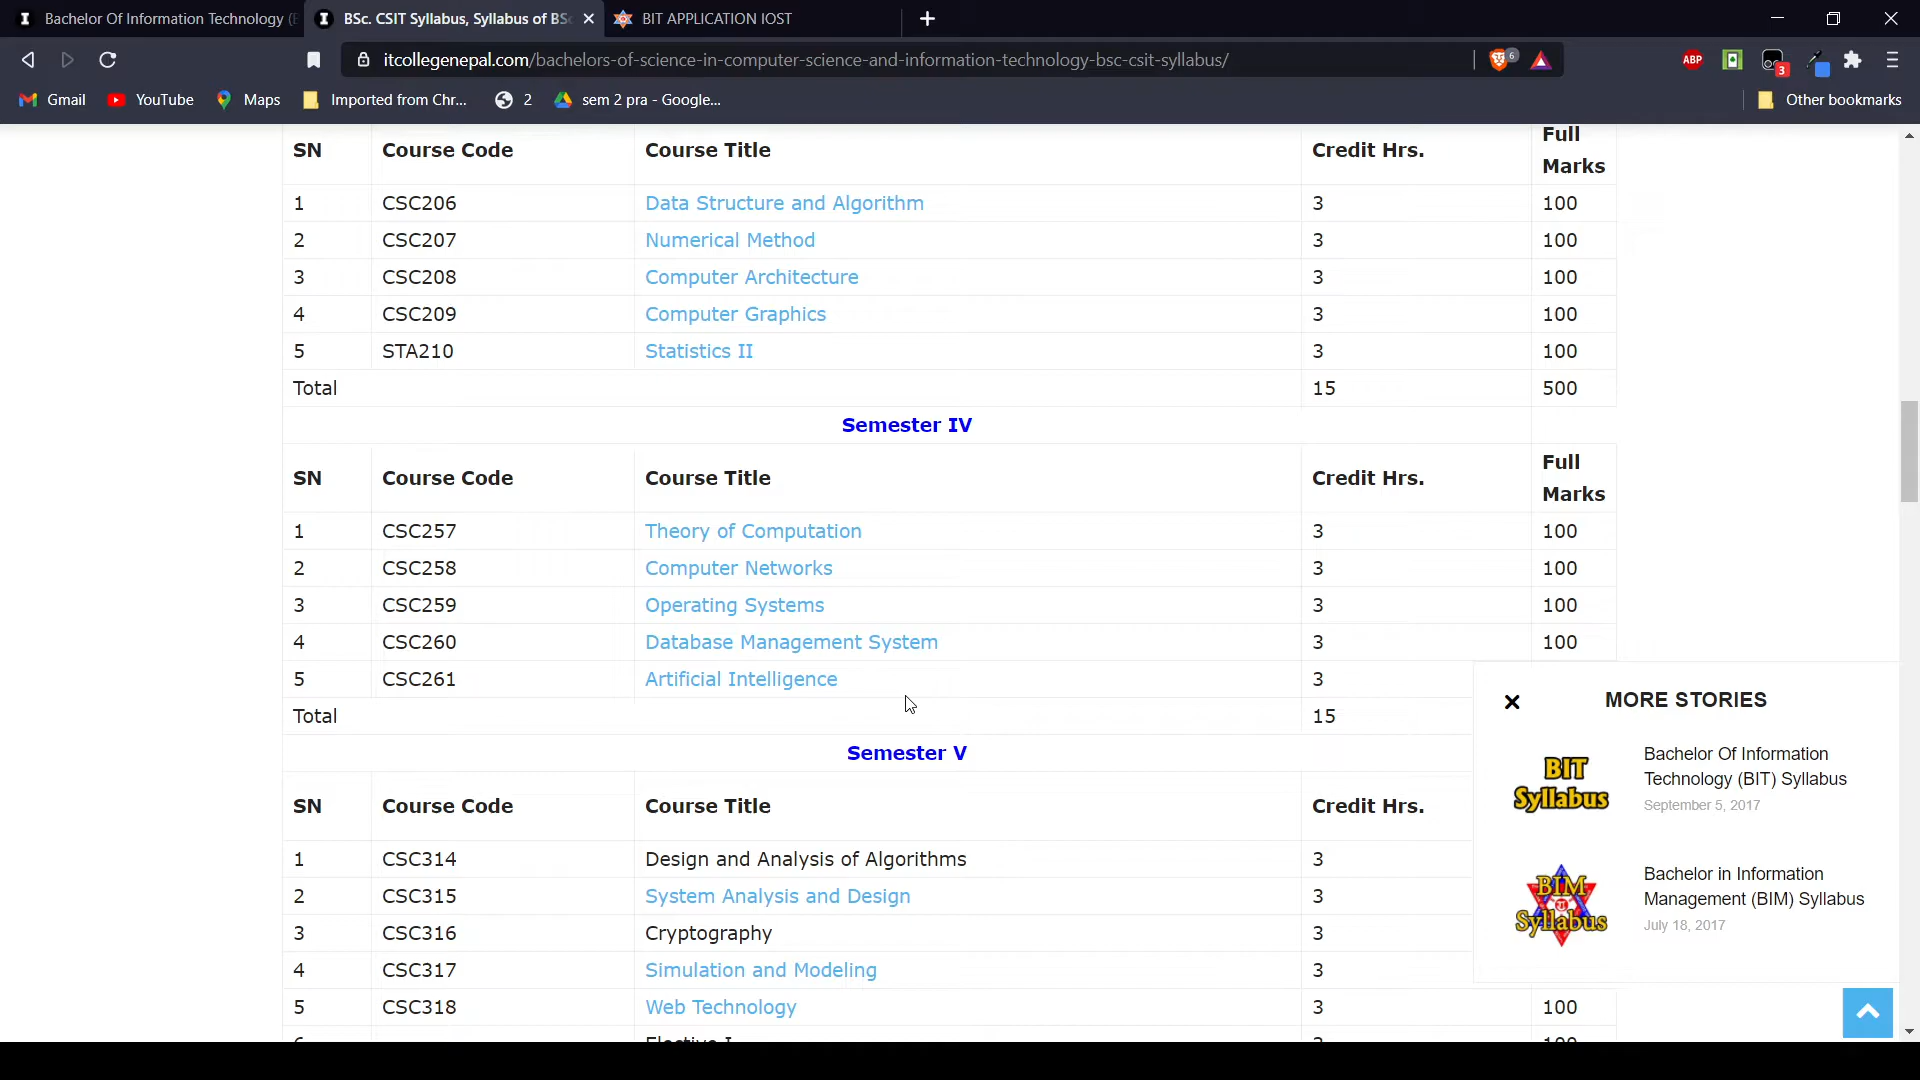 Bachelor Of Information Technology (
BSc. CSIT Syllabus, Syllabus of BSc
BIT APPLICATION IOST
itcollegenepal.com/bachelors-of-science-in-computer-science-and-information-technology-bsc-csit-syllabus/
6
ABP
3
Gmail
YouTube
Maps
Imported from Chr...
2
sem 2 pra - Google...
Other bookmarks
SN Course Code Course Title Credit Hrs. Full Marks
1 CSC206 Data Structure and Algorithm 3 100
2 CSC207 Numerical Method 3 100
3 CSC208 Computer Architecture 3 100
4 CSC209 Computer Graphics 3 100
5 STA210 Statistics II 3 100
Total 15 500
Semester IV
SN Course Code Course Title Credit Hrs. Full Marks
1 CSC257 Theory of Computation 3 100
2 CSC258 Computer Networks 3 100
3 CSC259 Operating Systems 3 100
4 CSC260 Database Management System 3 100
5 CSC261 Artificial Intelligence 3
Total 15
Semester V
SN Course Code Course Title Credit Hrs.
1 CSC314 Design and Analysis of Algorithms 3
2 CSC315 System Analysis and Design 3
3 CSC316 Cryptography 3
4 CSC317 Simulation and Modeling 3
5 CSC318 Web Technology 3 100
6 Elective I 3 100
MORE STORIES
BIT
Syllabus
Bachelor Of Information
Technology (BIT) Syllabus
September 5, 2017
BIM
Syllabus
Bachelor in Information
Management (BIM) Syllabus
July 18, 2017